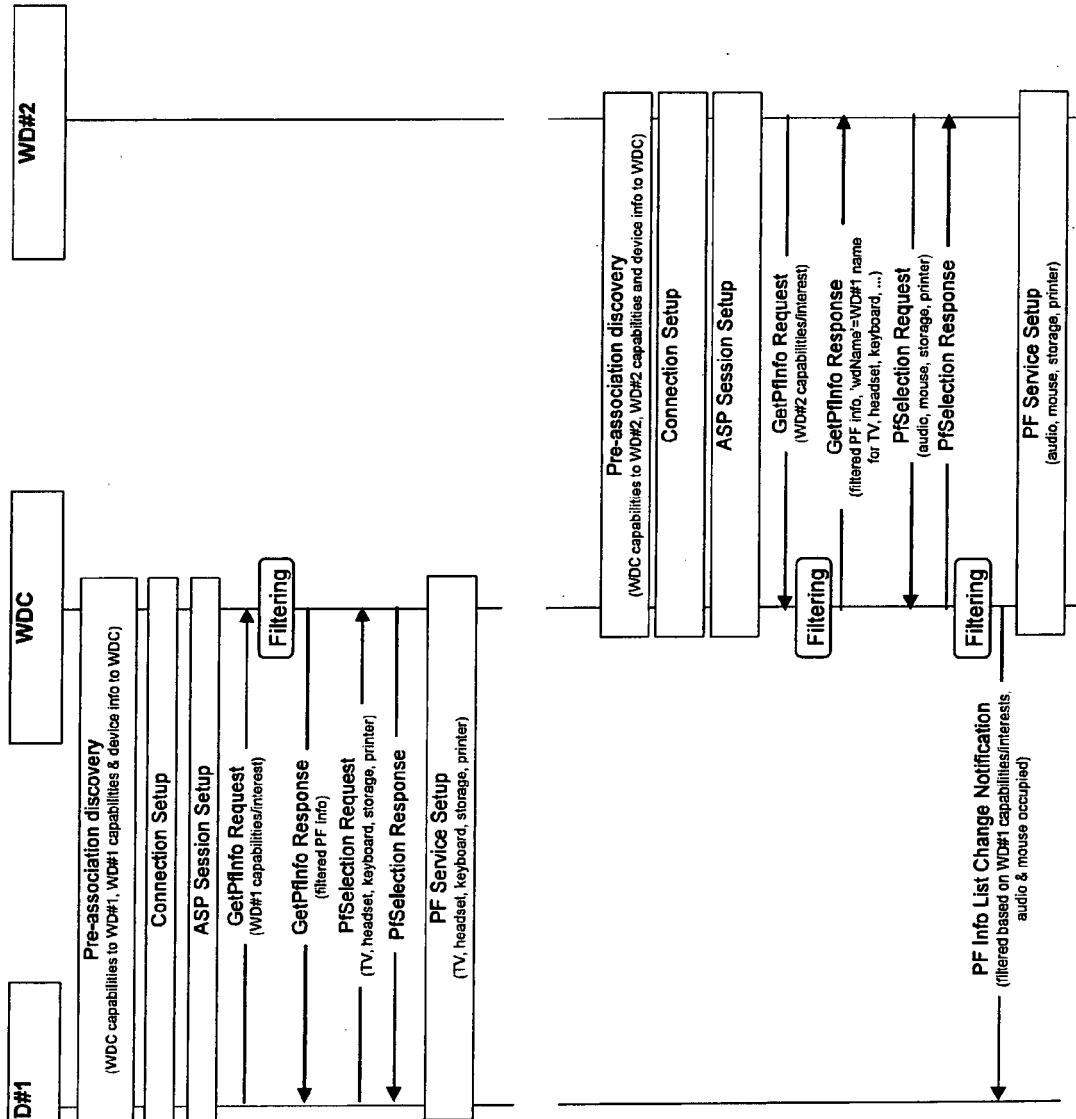 D#1
WDC
WD#2
Pre-association discovery
(WDC capabilities to WD#1, WD#1 capabilities & device info to WDC)
Connection Setup
ASP Session Setup
GetPfInfo Request
(WD#1 capabilities/interest)
Filtering
GetPfInfo Response
(filtered PF info)
PfSelection Request
(TV, headset, keyboard, storage, printer)
PfSelection Response
PF Service Setup
(TV, headset, keyboard, storage, printer)
Pre-association discovery
(WDC capabilities to WD#2, WD#2 capabilities and device info to WDC)
Connection Setup
ASP Session Setup
GetPfInfo Request
(WD#2 capabilities/interest)
Filtering
GetPfInfo Response
(filtered PF info, 'wdName'=WD#1 name
for TV, headset, keyboard, ...)
PfSelection Request
(audio, mouse, storage, printer)
PfSelection Response
Filtering
PF Info List Change Notification
(filtered based on WD#1 capabilities/interests,
audio & mouse occupied)
PF Service Setup
(audio, mouse, storage, printer)